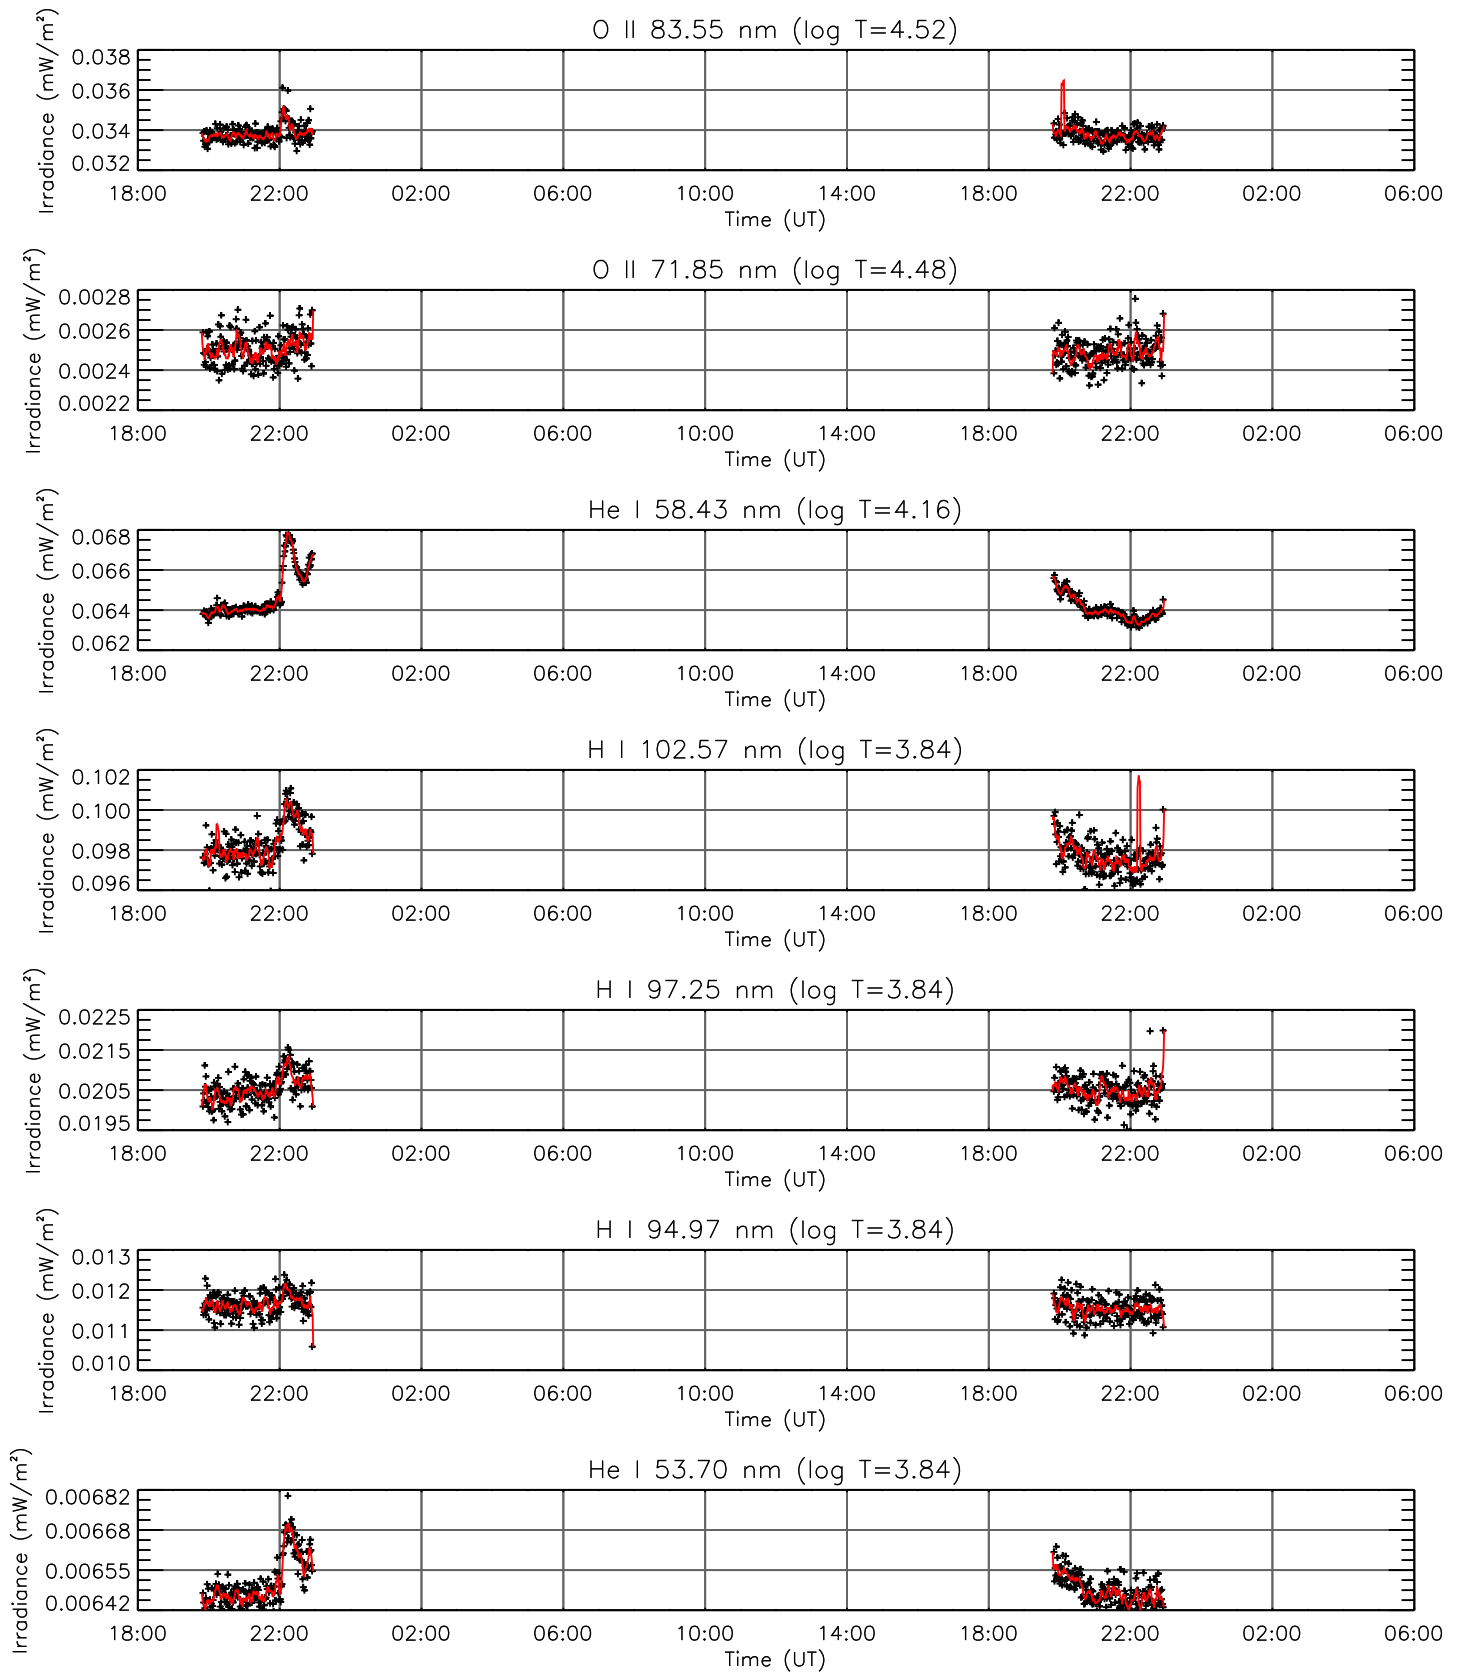 O II 83.55 nm (log T=4.52)
Irradiance (mW/m²)
0.038
0.036
0.034
0.032
18:00 22:00 02:00 06:00 10:00 14:00 18:00 22:00 02:00 06:00
Time (UT)
O II 71.85 nm (log T=4.48)
Irradiance (mW/m²)
0.0028
0.0026
0.0024
0.0022
18:00 22:00 02:00 06:00 10:00 14:00 18:00 22:00 02:00 06:00
Time (UT)
He I 58.43 nm (log T=4.16)
Irradiance (mW/m²)
0.068
0.066
0.064
0.062
18:00 22:00 02:00 06:00 10:00 14:00 18:00 22:00 02:00 06:00
Time (UT)
H I 102.57 nm (log T=3.84)
Irradiance (mW/m²)
0.102
0.100
0.098
0.096
18:00 22:00 02:00 06:00 10:00 14:00 18:00 22:00 02:00 06:00
Time (UT)
H I 97.25 nm (log T=3.84)
Irradiance (mW/m²)
0.0225
0.0215
0.0205
0.0195
18:00 22:00 02:00 06:00 10:00 14:00 18:00 22:00 02:00 06:00
Time (UT)
H I 94.97 nm (log T=3.84)
Irradiance (mW/m²)
0.013
0.012
0.011
0.010
18:00 22:00 02:00 06:00 10:00 14:00 18:00 22:00 02:00 06:00
Time (UT)
He I 53.70 nm (log T=3.84)
Irradiance (mW/m²)
0.00682
0.00668
0.00655
0.00642
18:00 22:00 02:00 06:00 10:00 14:00 18:00 22:00 02:00 06:00
Time (UT)